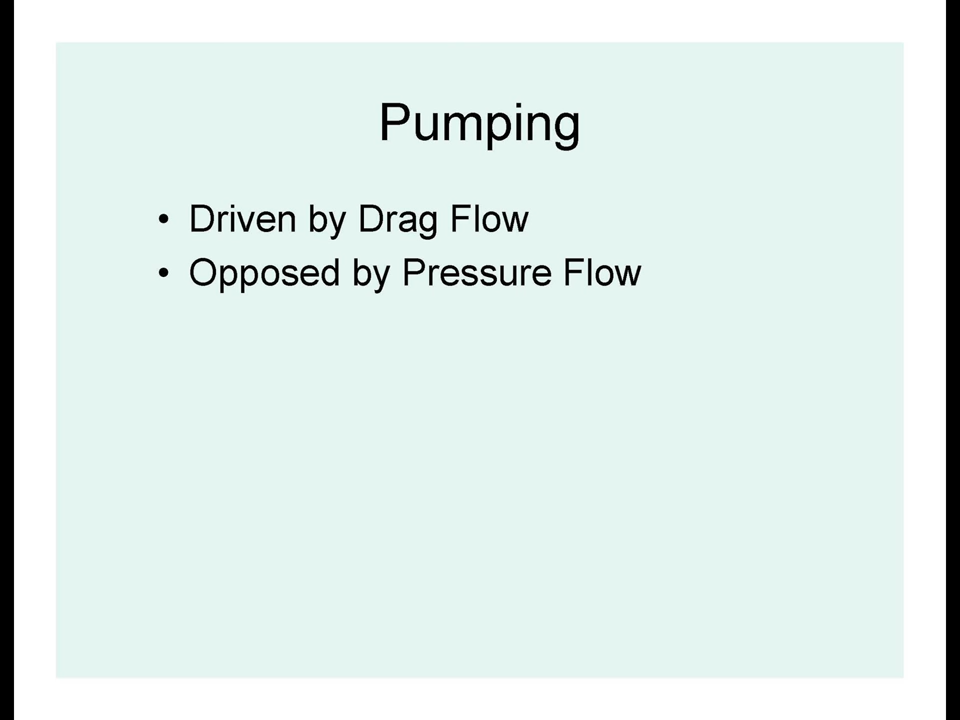 Pumping
• Driven by Drag Flow
• Opposed by Pressure Flow